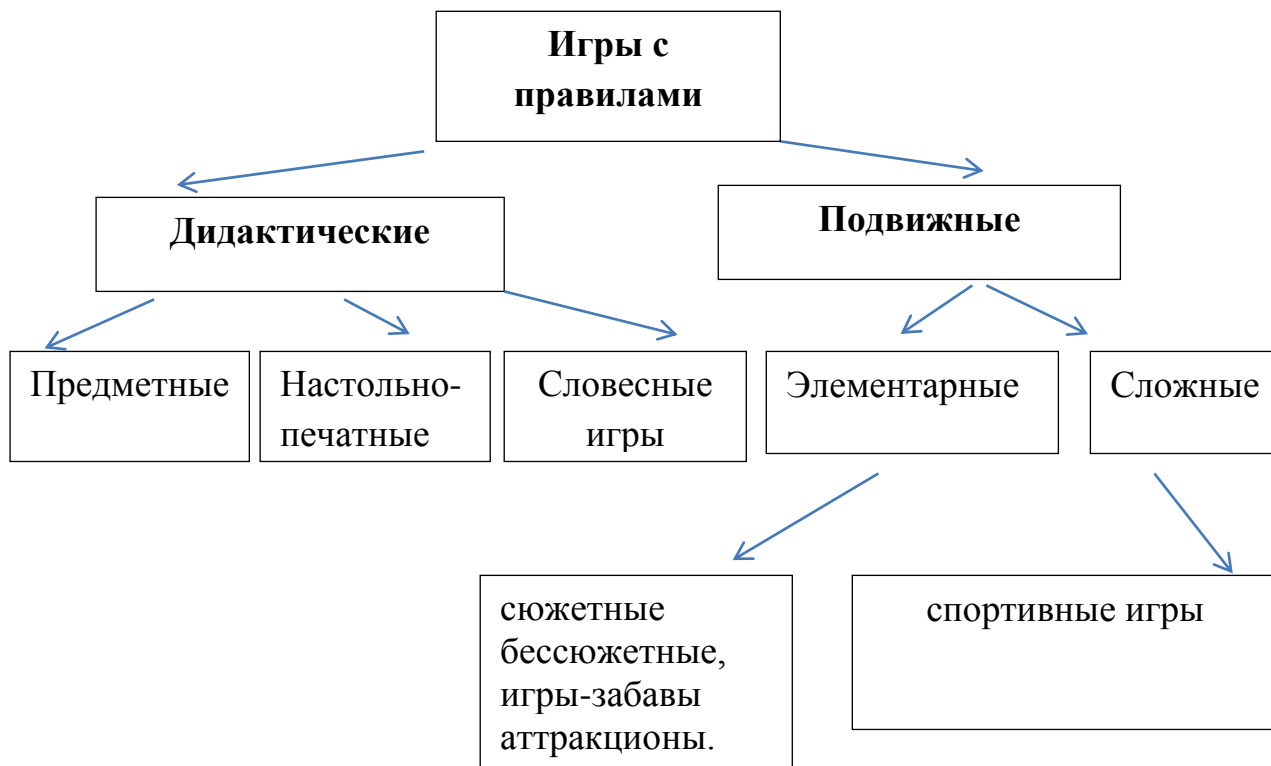 Игры с
правилами
Дидактические
Подвижные
Предметные
Настольно-
печатные
Словесные
игры
Элементарные
Сложные
сюжетные
бессюжетные,
игры-забавы
аттракционы.
спортивные игры